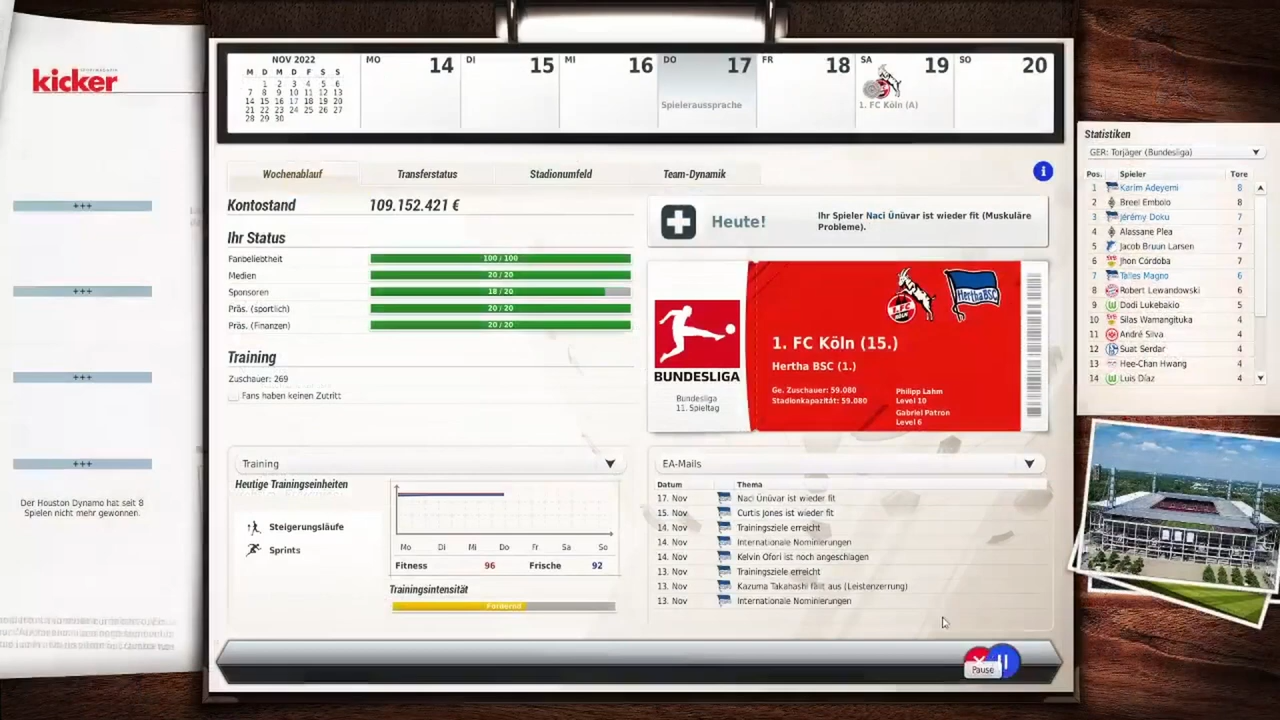 kicker
SPORTMAGAZIN
+++
+++
+++
+++
Der Houston Dynamo hat seit 8
Spielen nicht mehr gewonnen.
NOV 2022
M D M D F S S
1 2 3 4 5 6
7 8 9 10 11 12 13
14 15 16 17 18 19 20
21 22 23 24 25 26 27
28 29 30
MO 14
DI 15
MI 16
DO 17
Spieleraussprache
FR 18
SA 19
1. FC Köln (A)
SO 20
Wochenablauf
Transferstatus
Stadionumfeld
Team-Dynamik
i
Kontostand 109.152.421 €
Ihr Status
Fanbeliebtheit 100 / 100
Medien 20 / 20
Sponsoren 18 / 20
Präs. (sportlich) 20 / 20
Präs. (Finanzen) 20 / 20
Training
Zuschauer: 269
Fans haben keinen Zutritt
Heute!
Ihr Spieler Naci Ünüvar ist wieder fit (Muskuläre
Probleme).
BUNDESLIGA
Bundesliga
11. Spieltag
1. FC Köln (15.)
Hertha BSC (1.)
Ge. Zuschauer: 59.080
Stadionkapazität: 59.080
Philipp Lahm
Level 10
Gabriel Patron
Level 6
Hertha BSC
Training
Heutige Trainingseinheiten
Steigerungsläufe
Sprints
Mo Di Mi Do Fr Sa So
Fitness 96 Frische 92
Trainingsintensität
Fordernd
EA-Mails
Datum Thema
17. Nov Naci Ünüvar ist wieder fit
15. Nov Curtis Jones ist wieder fit
14. Nov Trainingsziele erreicht
14. Nov Internationale Nominierungen
14. Nov Kelvin Ofori ist noch angeschlagen
13. Nov Trainingsziele erreicht
13. Nov Kazuma Takahashi fällt aus (Leistenzerrung)
13. Nov Internationale Nominierungen
Pause
Statistiken
GER: Torjäger (Bundesliga)
Pos. Spieler Tore
1 Karim Adeyemi 8
2 Breel Embolo 8
3 Jérémy Doku 7
4 Alassane Plea 7
5 Jacob Bruun Larsen 7
6 Jhon Córdoba 7
7 Talles Magno 6
8 Robert Lewandowski 6
9 Dodi Lukebakio 5
10 Silas Wamangituka 4
11 André Silva 4
12 Suat Serdar 4
13 Hee-Chan Hwang 4
14 Luis Díaz 4